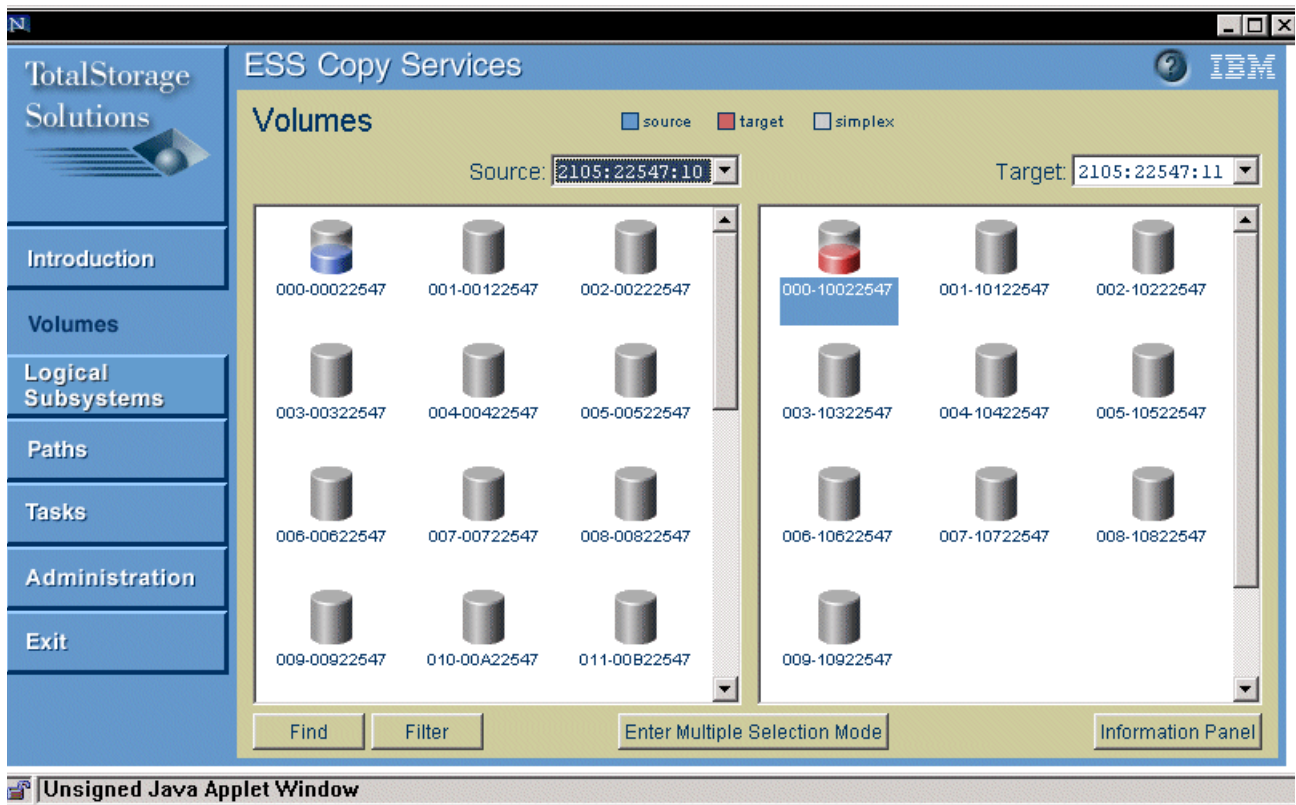 N
TotalStorage
Solutions
ESS Copy Services
? IBM
Introduction
Volumes
Logical
Subsystems
Paths
Tasks
Administration
Exit
Volumes
source target simplex
Source: 2105:22547:10
Target: 2105:22547:11
000-00022547 001-00122547 002-00222547
003-00322547 004-00422547 005-00522547
006-00622547 007-00722547 008-00822547
009-00922547 010-00A22547 011-00B22547
000-10022547 001-10122547 002-10222547
003-10322547 004-10422547 005-10522547
006-10622547 007-10722547 008-10822547
009-10922547
Find Filter Enter Multiple Selection Mode Information Panel
Unsigned Java Applet Window